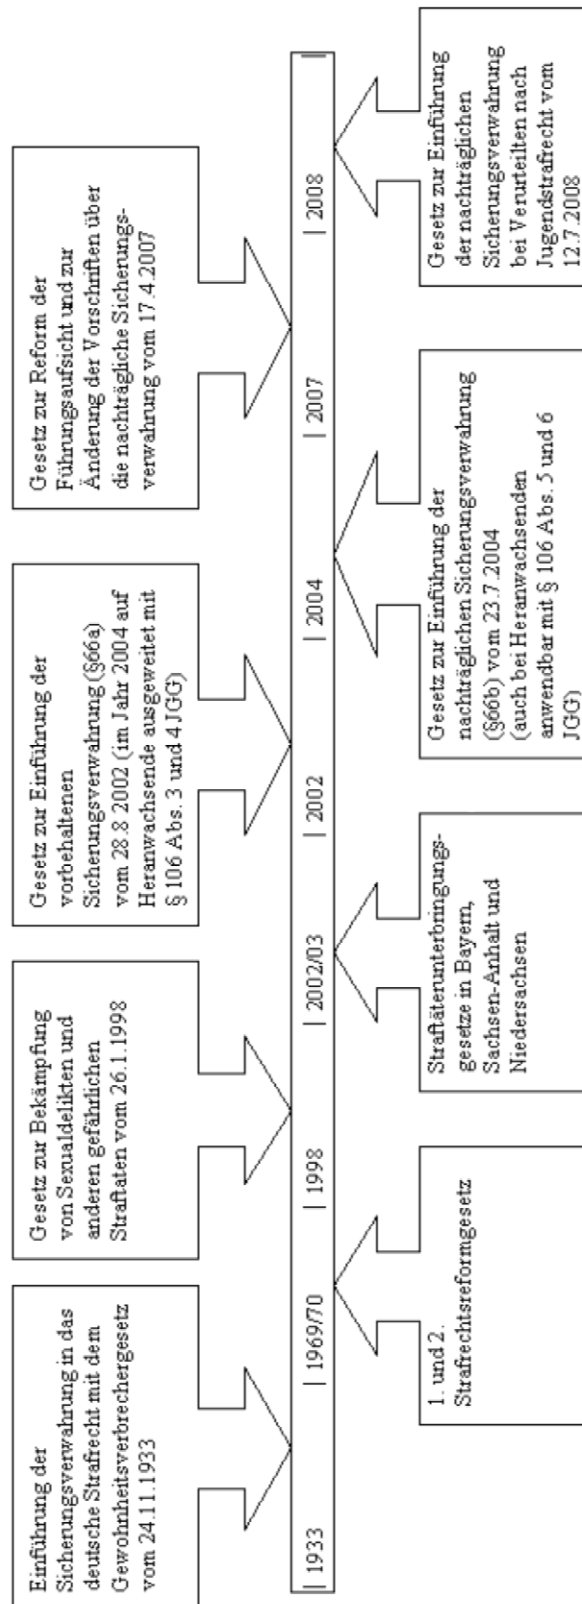 Einführung der
Sicherungsverwahrung in das
deutsche Strafrecht mit dem
Gewohnheitsverbrechergesetz
vom 24.11.1933
Gesetz zur Bekämpfung
von Sexualdelikten und
anderen gefährlichen
Straftaten vom 26.1.1998
Gesetz zur Einführung der
vorbehaltenen
Sicherungsverwahrung (§66a)
vom 28.8 2002 (im Jahr 2004 auf
Heranwachsende ausgeweitet mit
§ 106 Abs. 3 und 4 JGG)
Gesetz zur Reform der
Führungsaufsicht und zur
Änderung der Vorschriften über
die nachträgliche Sicherungs-
verwahrung vom 17.4.2007
| 1933 | 1969/70 | 1998 | 2002/03 | 2002 | 2004 | 2007 | 2008 |
1. und 2.
Strafrechtsreformgesetz
Straftäterunterbringungs-
gesetze in Bayern,
Sachsen-Anhalt und
Niedersachsen
Gesetz zur Einführung der
nachträglichen Sicherungsverwahrung
(§66b) vom 23.7.2004
(auch bei Heranwachsenden
anwendbar mit § 106 Abs. 5 und 6
JGG)
Gesetz zur Einführung
der nachträglichen
Sicherungsverwahrung
bei Verurteilten nach
Jugendstrafrecht vom
12.7.2008